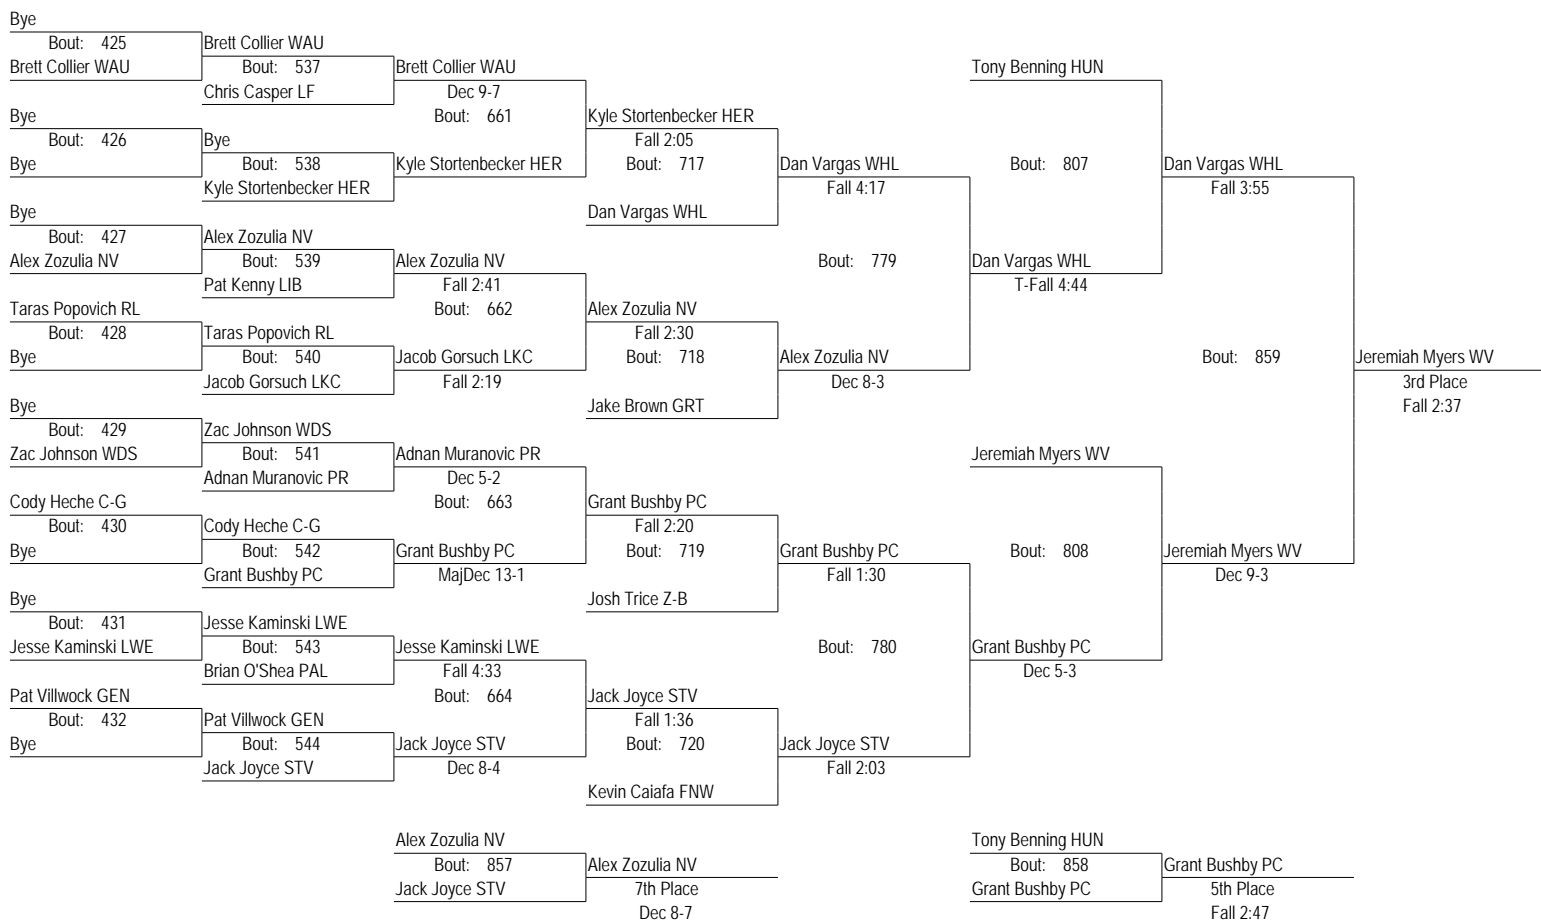 Bye
Bout: 425 Brett Collier WAU
Brett Collier WAU Bout: 537 Brett Collier WAU Tony Benning HUN
Chris Casper LF Dec 9-7
Bye Bout: 661 Kyle Stortenbecker HER
Bout: 426 Bye Fall 2:05
Bye Bout: 538 Kyle Stortenbecker HER Bout: 717 Dan Vargas WHL Bout: 807 Dan Vargas WHL
Kyle Stortenbecker HER Fall 4:17 Fall 3:55
Bye Dan Vargas WHL
Bout: 427 Alex Zozulia NV
Alex Zozulia NV Bout: 539 Alex Zozulia NV Bout: 779 Dan Vargas WHL
Pat Kenny LIB Fall 2:41 T-Fall 4:44
Taras Popovich RL Bout: 662 Alex Zozulia NV
Bout: 428 Taras Popovich RL Fall 2:30
Bye Bout: 540 Jacob Gorsuch LKC Bout: 718 Alex Zozulia NV Bout: 859 Jeremiah Myers WV
Jacob Gorsuch LKC Fall 2:19 Dec 8-3 3rd Place
Bye Jake Brown GRT Fall 2:37
Bout: 429 Zac Johnson WDS
Zac Johnson WDS Bout: 541 Adnan Muranovic PR Jeremiah Myers WV
Adnan Muranovic PR Dec 5-2
Cody Heche C-G Bout: 663 Grant Bushby PC
Bout: 430 Cody Heche C-G Fall 2:20
Bye Bout: 542 Grant Bushby PC Bout: 719 Grant Bushby PC Bout: 808 Jeremiah Myers WV
Grant Bushby PC MajDec 13-1 Fall 1:30 Dec 9-3
Bye Josh Trice Z-B
Bout: 431 Jesse Kaminski LWE
Jesse Kaminski LWE Bout: 543 Jesse Kaminski LWE Bout: 780 Grant Bushby PC
Brian O'Shea PAL Fall 4:33 Dec 5-3
Pat Villwock GEN Bout: 664 Jack Joyce STV
Bout: 432 Pat Villwock GEN Fall 1:36
Bye Bout: 544 Jack Joyce STV Bout: 720 Jack Joyce STV
Jack Joyce STV Dec 8-4 Fall 2:03
Kevin Caiafa FNW
Alex Zozulia NV Tony Benning HUN
Bout: 857 Alex Zozulia NV Bout: 858 Grant Bushby PC
Jack Joyce STV 7th Place Grant Bushby PC 5th Place
Dec 8-7 Fall 2:47